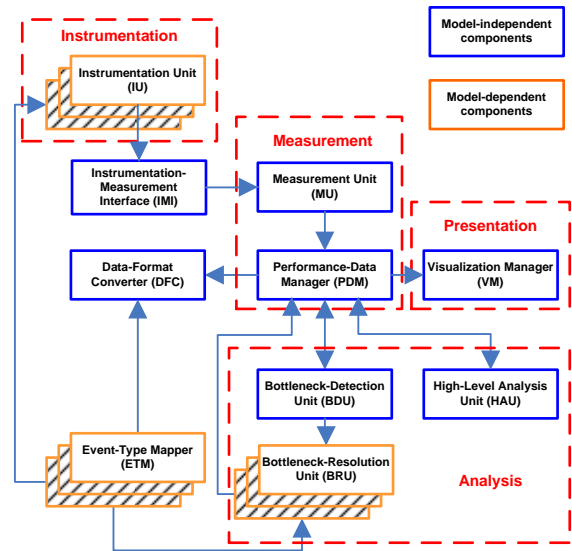 Instrumentation
Instrumentation Unit
(IU)
Model-independent
components
Model-dependent
components
Measurement
Instrumentation-
Measurement
Interface (IMI)
Measurement Unit
(MU)
Presentation
Data-Format
Converter (DFC)
Performance-Data
Manager (PDM)
Visualization Manager
(VM)
Bottleneck-Detection
Unit (BDU)
High-Level Analysis
Unit (HAU)
Event-Type Mapper
(ETM)
Bottleneck-Resolution
Unit (BRU)
Analysis